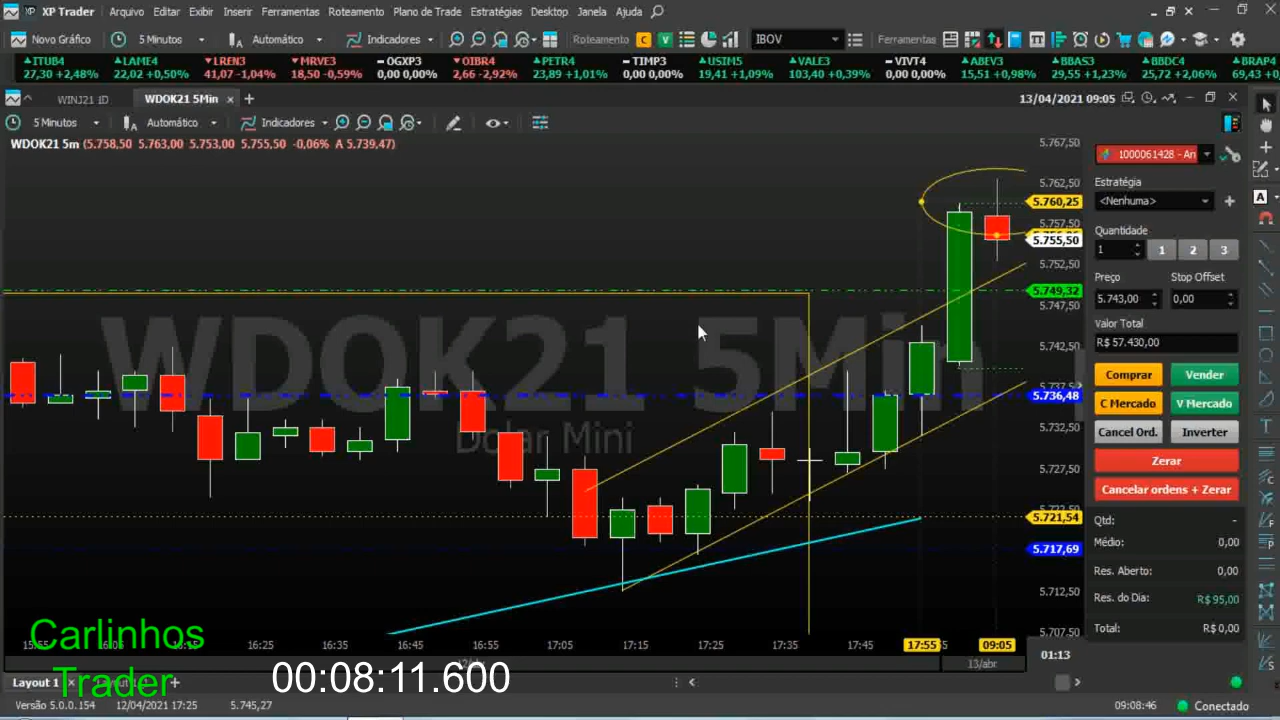 XP Trader Arquivo Editar Exibir Inserir Ferramentas Roteamento Plano de Trade Estratégias Desktop Janela Ajuda
Novo Gráfico 5 Minutos Automático Indicadores Roteamento C V IBOV Ferramentas
ITUB4 LAME4 LREN3 MRVE3 OGXP3 OIBR4 PETR4 TIMP3 USIM5 VALE3 VIVT4 ABEV3 BBAS3 BBDC4 BRAP4
27,30 +2,48% 22,02 +0,50% 41,07 -1,04% 18,50 -0,59% 0,00 0,00% 2,66 -2,92% 23,89 +1,01% 0,00 0,00% 19,41 +1,09% 103,40 +0,39% 0,00 0,00% 15,51 +0,98% 29,55 +1,23% 25,72 +2,06% 69,43 +0,
WINJ21 1D WDOK21 5Min 13/04/2021 09:05
5 Minutos Automático Indicadores
WDOK21 5m (5.758,50 5.763,00 5.753,00 5.755,50 -0,06% A 5.739,47)
WDOK21 5Min
Dolar Mini
5.767,50
5.762,50
5.760,25
5.757,50
5.755,50
5.752,50
5.749,32
5.747,50
5.742,50
5.737,50
5.736,48
5.732,50
5.727,50
5.721,54
5.717,69
5.712,50
5.707,50
1000061428 - An
Estratégia
<Nenhuma>
Quantidade
1 1 2 3
Preço Stop Offset
5.743,00 0,00
Valor Total
R$ 57.430,00
Comprar Vender
C Mercado V Mercado
Cancel Ord. Inverter
Zerar
Cancelar ordens + Zerar
Qtd: -
Médio: 0,00
Res. Aberto: 0,00
Res. do Dia: R$ 95,00
Total: R$ 0,00
16:25 16:35 16:45 16:55 17:05 17:15 17:25 17:35 17:45 17:55 09:05
13/abr
01:13
Carlinhos
Trader
00:08:11.600
Layout 1
Versão 5.0.0.154 12/04/2021 17:25 5.745,27 09:08:46 Conectado